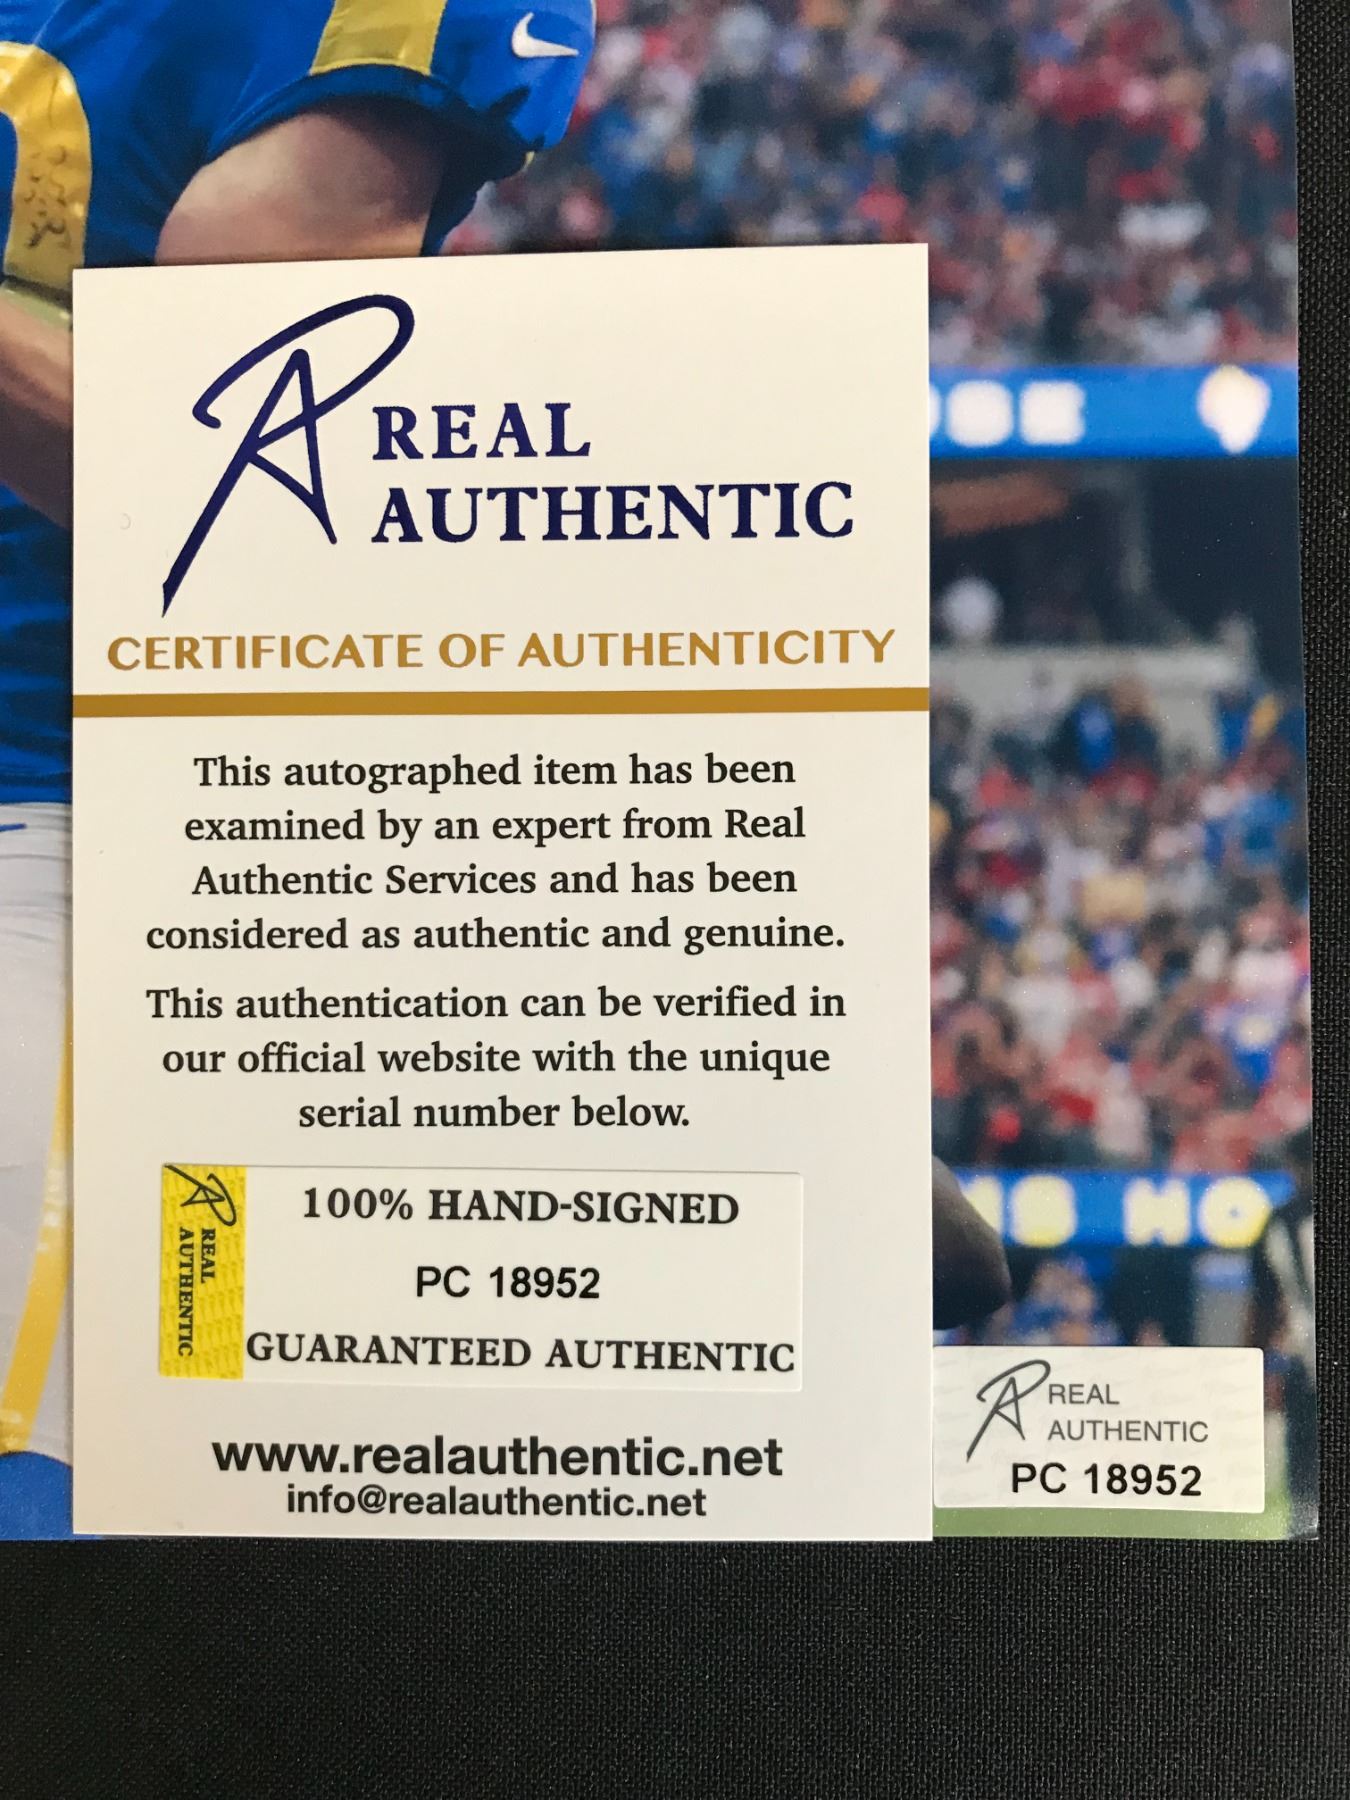 REAL
AUTHENTIC
CERTIFICATE OF AUTHENTICITY
This autographed item has been
examined by an expert from Real
Authentic Services and has been
considered as authentic and genuine.
This authentication can be verified in
our official website with the unique
serial number below.
REAL
AUTHENTIC
100% HAND-SIGNED
PC 18952
GUARANTEED AUTHENTIC
www.realauthentic.net
info@realauthentic.net
REAL
AUTHENTIC
PC 18952